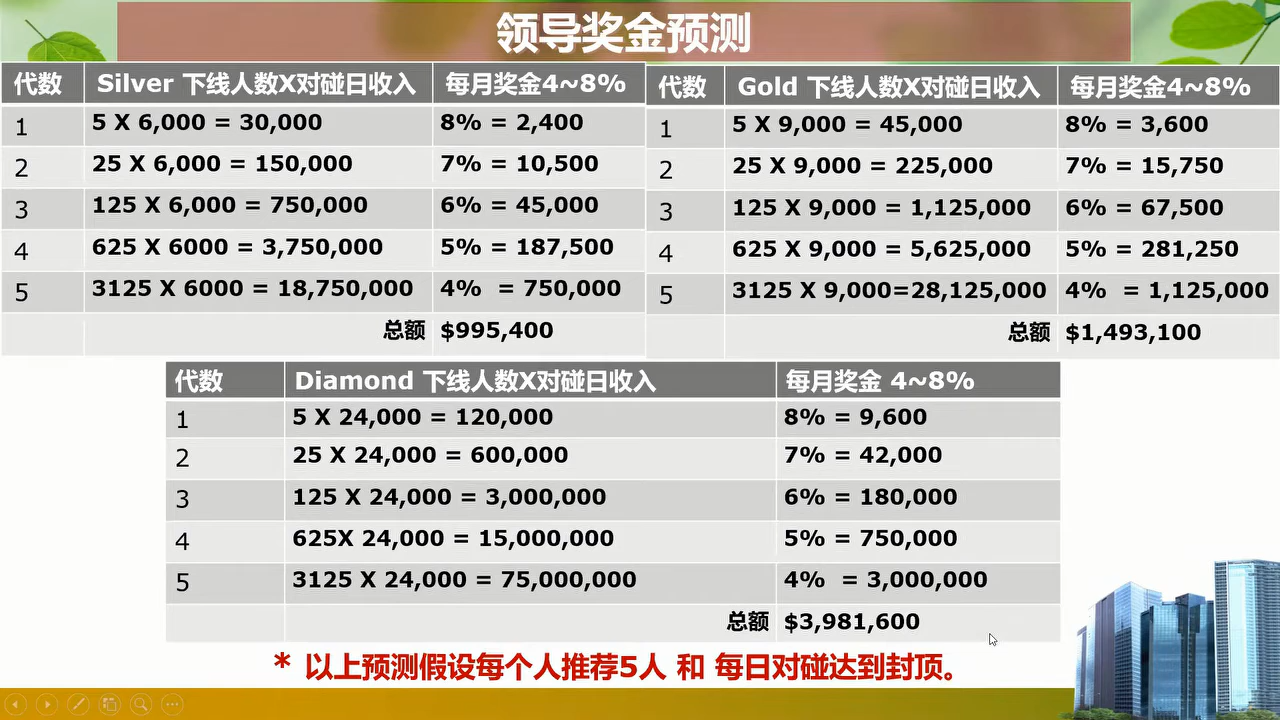 领导奖金预测
代数 Silver 下线人数X对碰日收入 每月奖金4~8%
1 5 X 6,000 = 30,000 8% = 2,400
2 25 X 6,000 = 150,000 7% = 10,500
3 125 X 6,000 = 750,000 6% = 45,000
4 625 X 6000 = 3,750,000 5% = 187,500
5 3125 X 6000 = 18,750,000 4% = 750,000
总额 $995,400
代数 Gold 下线人数X对碰日收入 每月奖金4~8%
1 5 X 9,000 = 45,000 8% = 3,600
2 25 X 9,000 = 225,000 7% = 15,750
3 125 X 9,000 = 1,125,000 6% = 67,500
4 625 X 9,000 = 5,625,000 5% = 281,250
5 3125 X 9,000=28,125,000 4% = 1,125,000
总额 $1,493,100
代数 Diamond 下线人数X对碰日收入 每月奖金 4~8%
1 5 X 24,000 = 120,000 8% = 9,600
2 25 X 24,000 = 600,000 7% = 42,000
3 125 X 24,000 = 3,000,000 6% = 180,000
4 625X 24,000 = 15,000,000 5% = 750,000
5 3125 X 24,000 = 75,000,000 4% = 3,000,000
总额 $3,981,600
* 以上预测假设每个人推荐5人 和 每日对碰达到封顶。